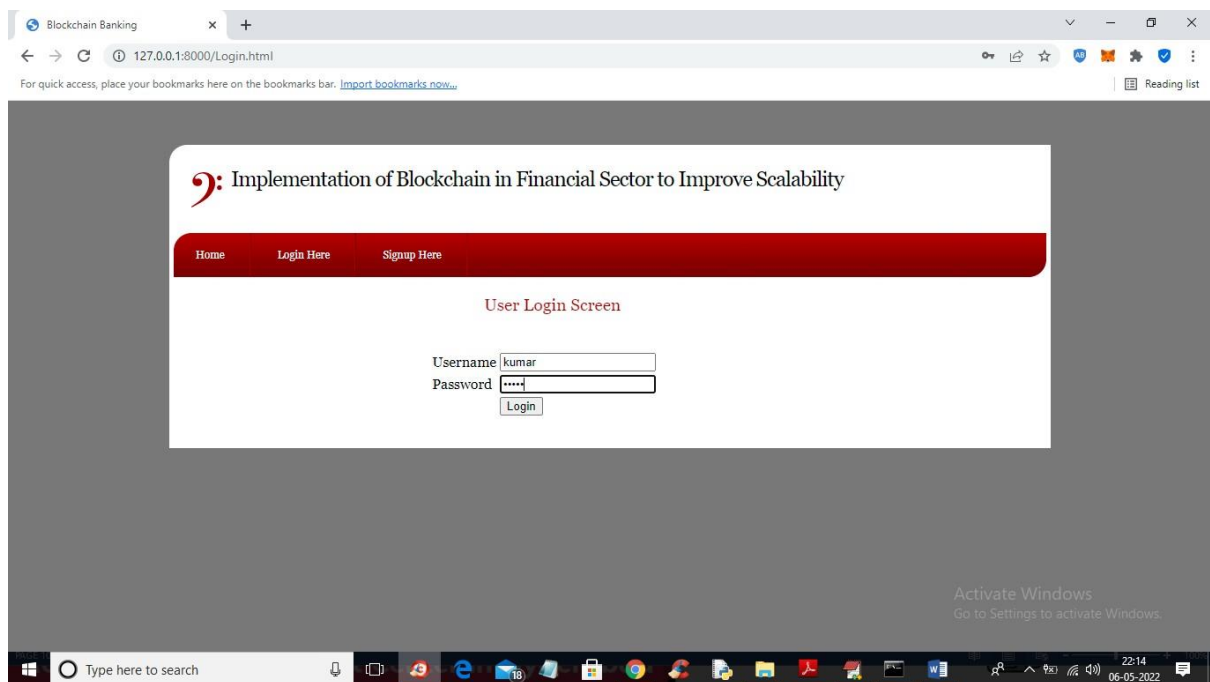 Blockchain Banking
127.0.0.1:8000/Login.html
For quick access, place your bookmarks here on the bookmarks bar. Import bookmarks now...
Reading list
Implementation of Blockchain in Financial Sector to Improve Scalability
Home Login Here Signup Here
User Login Screen
Username kumar
Password •••••
Login
Activate Windows
Go to Settings to activate Windows.
Type here to search
18
22:14
06-05-2022